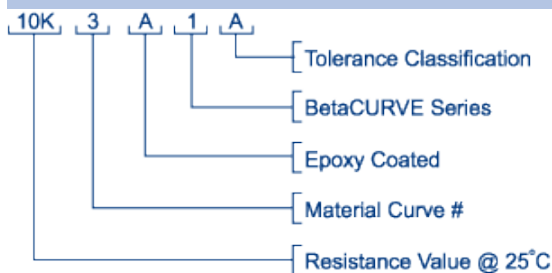 10K 3 A 1 A
Tolerance Classification
BetaCURVE Series
Epoxy Coated
Material Curve #
Resistance Value @ 25°C